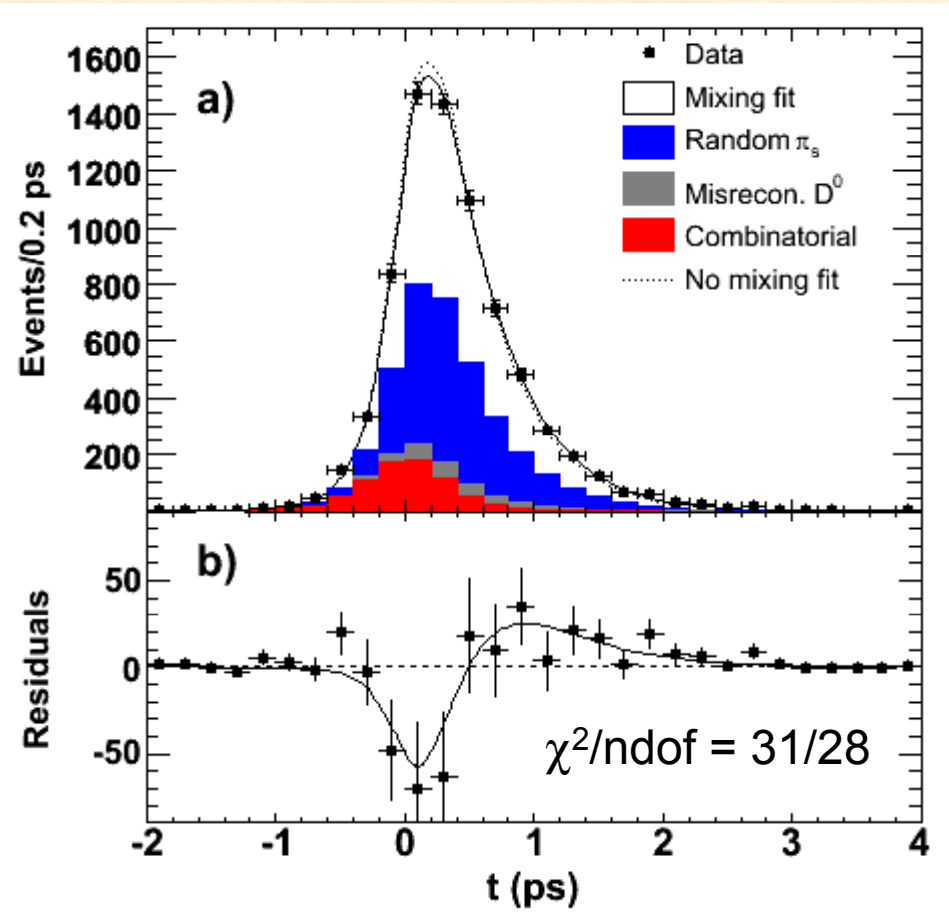 a)
Data
Mixing fit
Random πs
Misrecon. D0
Combinatorial
No mixing fit
Events/0.2 ps
1600
1400
1200
1000
800
600
400
200
b)
Residuals
50
0
-50
χ2/ndof = 31/28
-2 -1 0 1 2 3 4
t (ps)